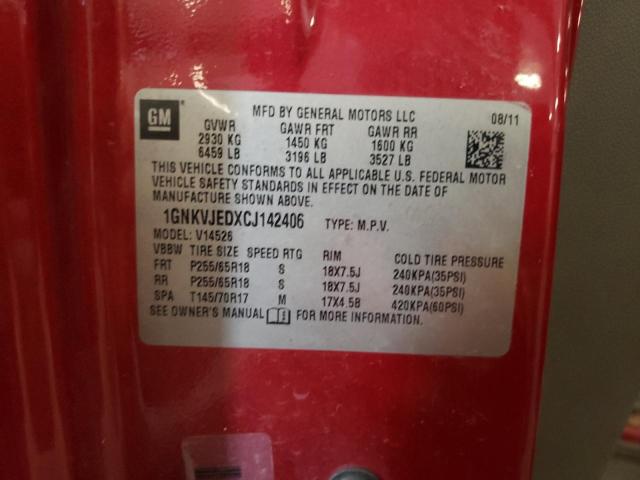 GM
MFD BY GENERAL MOTORS LLC 08/11
GVWR GAWR FRT GAWR RR
2930 KG 1450 KG 1600 KG
6459 LB 3196 LB 3527 LB
THIS VEHICLE CONFORMS TO ALL APPLICABLE U.S. FEDERAL MOTOR
VEHICLE SAFETY STANDARDS IN EFFECT ON THE DATE OF
MANUFACTURE SHOWN ABOVE.
1GNKVJEDXCJ142406 TYPE: M.P.V.
MODEL: V14526
VBBW TIRE SIZE SPEED RTG RIM COLD TIRE PRESSURE
FRT P255/65R18 S 18X7.5J 240KPA(35PSI)
RR P255/65R18 S 18X7.5J 240KPA(35PSI)
SPA T145/70R17 M 17X4.5B 420KPA(60PSI)
SEE OWNER'S MANUAL FOR MORE INFORMATION.